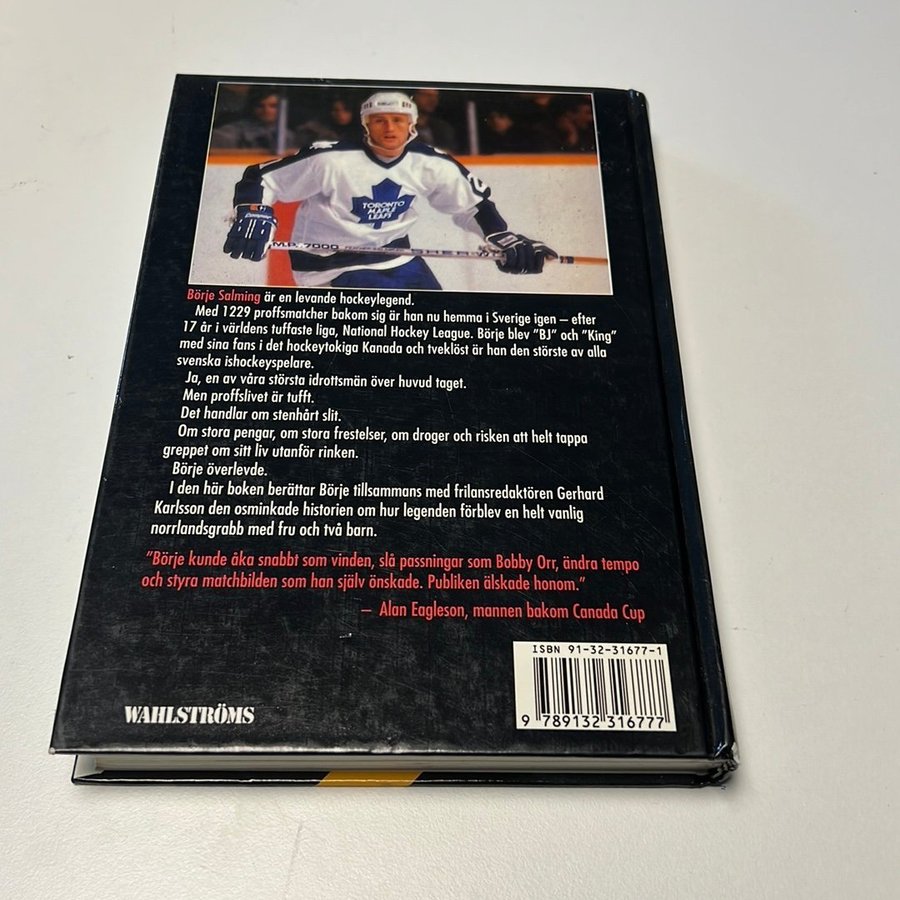 TORONTO
MAPLE
LEAFS
2
Cooper
M.P. 7000
SHER-
Börje Salming är en levande hockeylegend.
Med 1229 proffsmatcher bakom sig är han nu hemma i Sverige igen – efter
17 år i världens tuffaste liga, National Hockey League. Börje blev ”BJ” och ”King”
med sina fans i det hockeytokiga Kanada och tveklöst är han den störste av alla
svenska ishockeyspelare.
Ja, en av våra största idrottsmän över huvud taget.
Men proffslivet är tufft.
Det handlar om stenhårt slit.
Om stora pengar, om stora frestelser, om droger och risken att helt tappa
greppet om sitt liv utanför rinken.
Börje överlevde.
I den här boken berättar Börje tillsammans med frilansredaktören Gerhard
Karlsson den osminkade historien om hur legenden förblev en helt vanlig
norrlandsgrabb med fru och två barn.
”Börje kunde åka snabbt som vinden, slå passningar som Bobby Orr, ändra tempo
och styra matchbilden som han själv önskade. Publiken älskade honom.”
– Alan Eagleson, mannen bakom Canada Cup
ISBN 91-32-31677-1
9 789132 316777
WAHLSTRÖMS